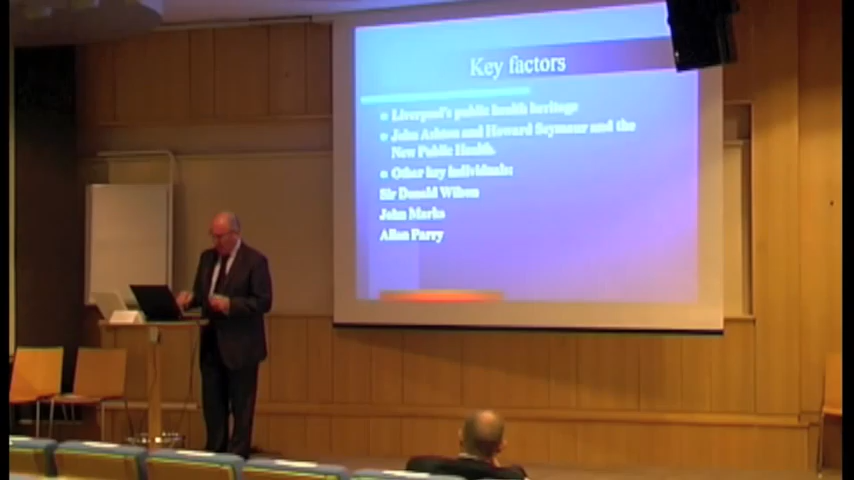 Key factors
Liverpool's public health heritage
John Ashton and Howard Seymour and the
New Public Health.
Other key individuals:
Sir Donald Wilson
John Marks
Allan Parry